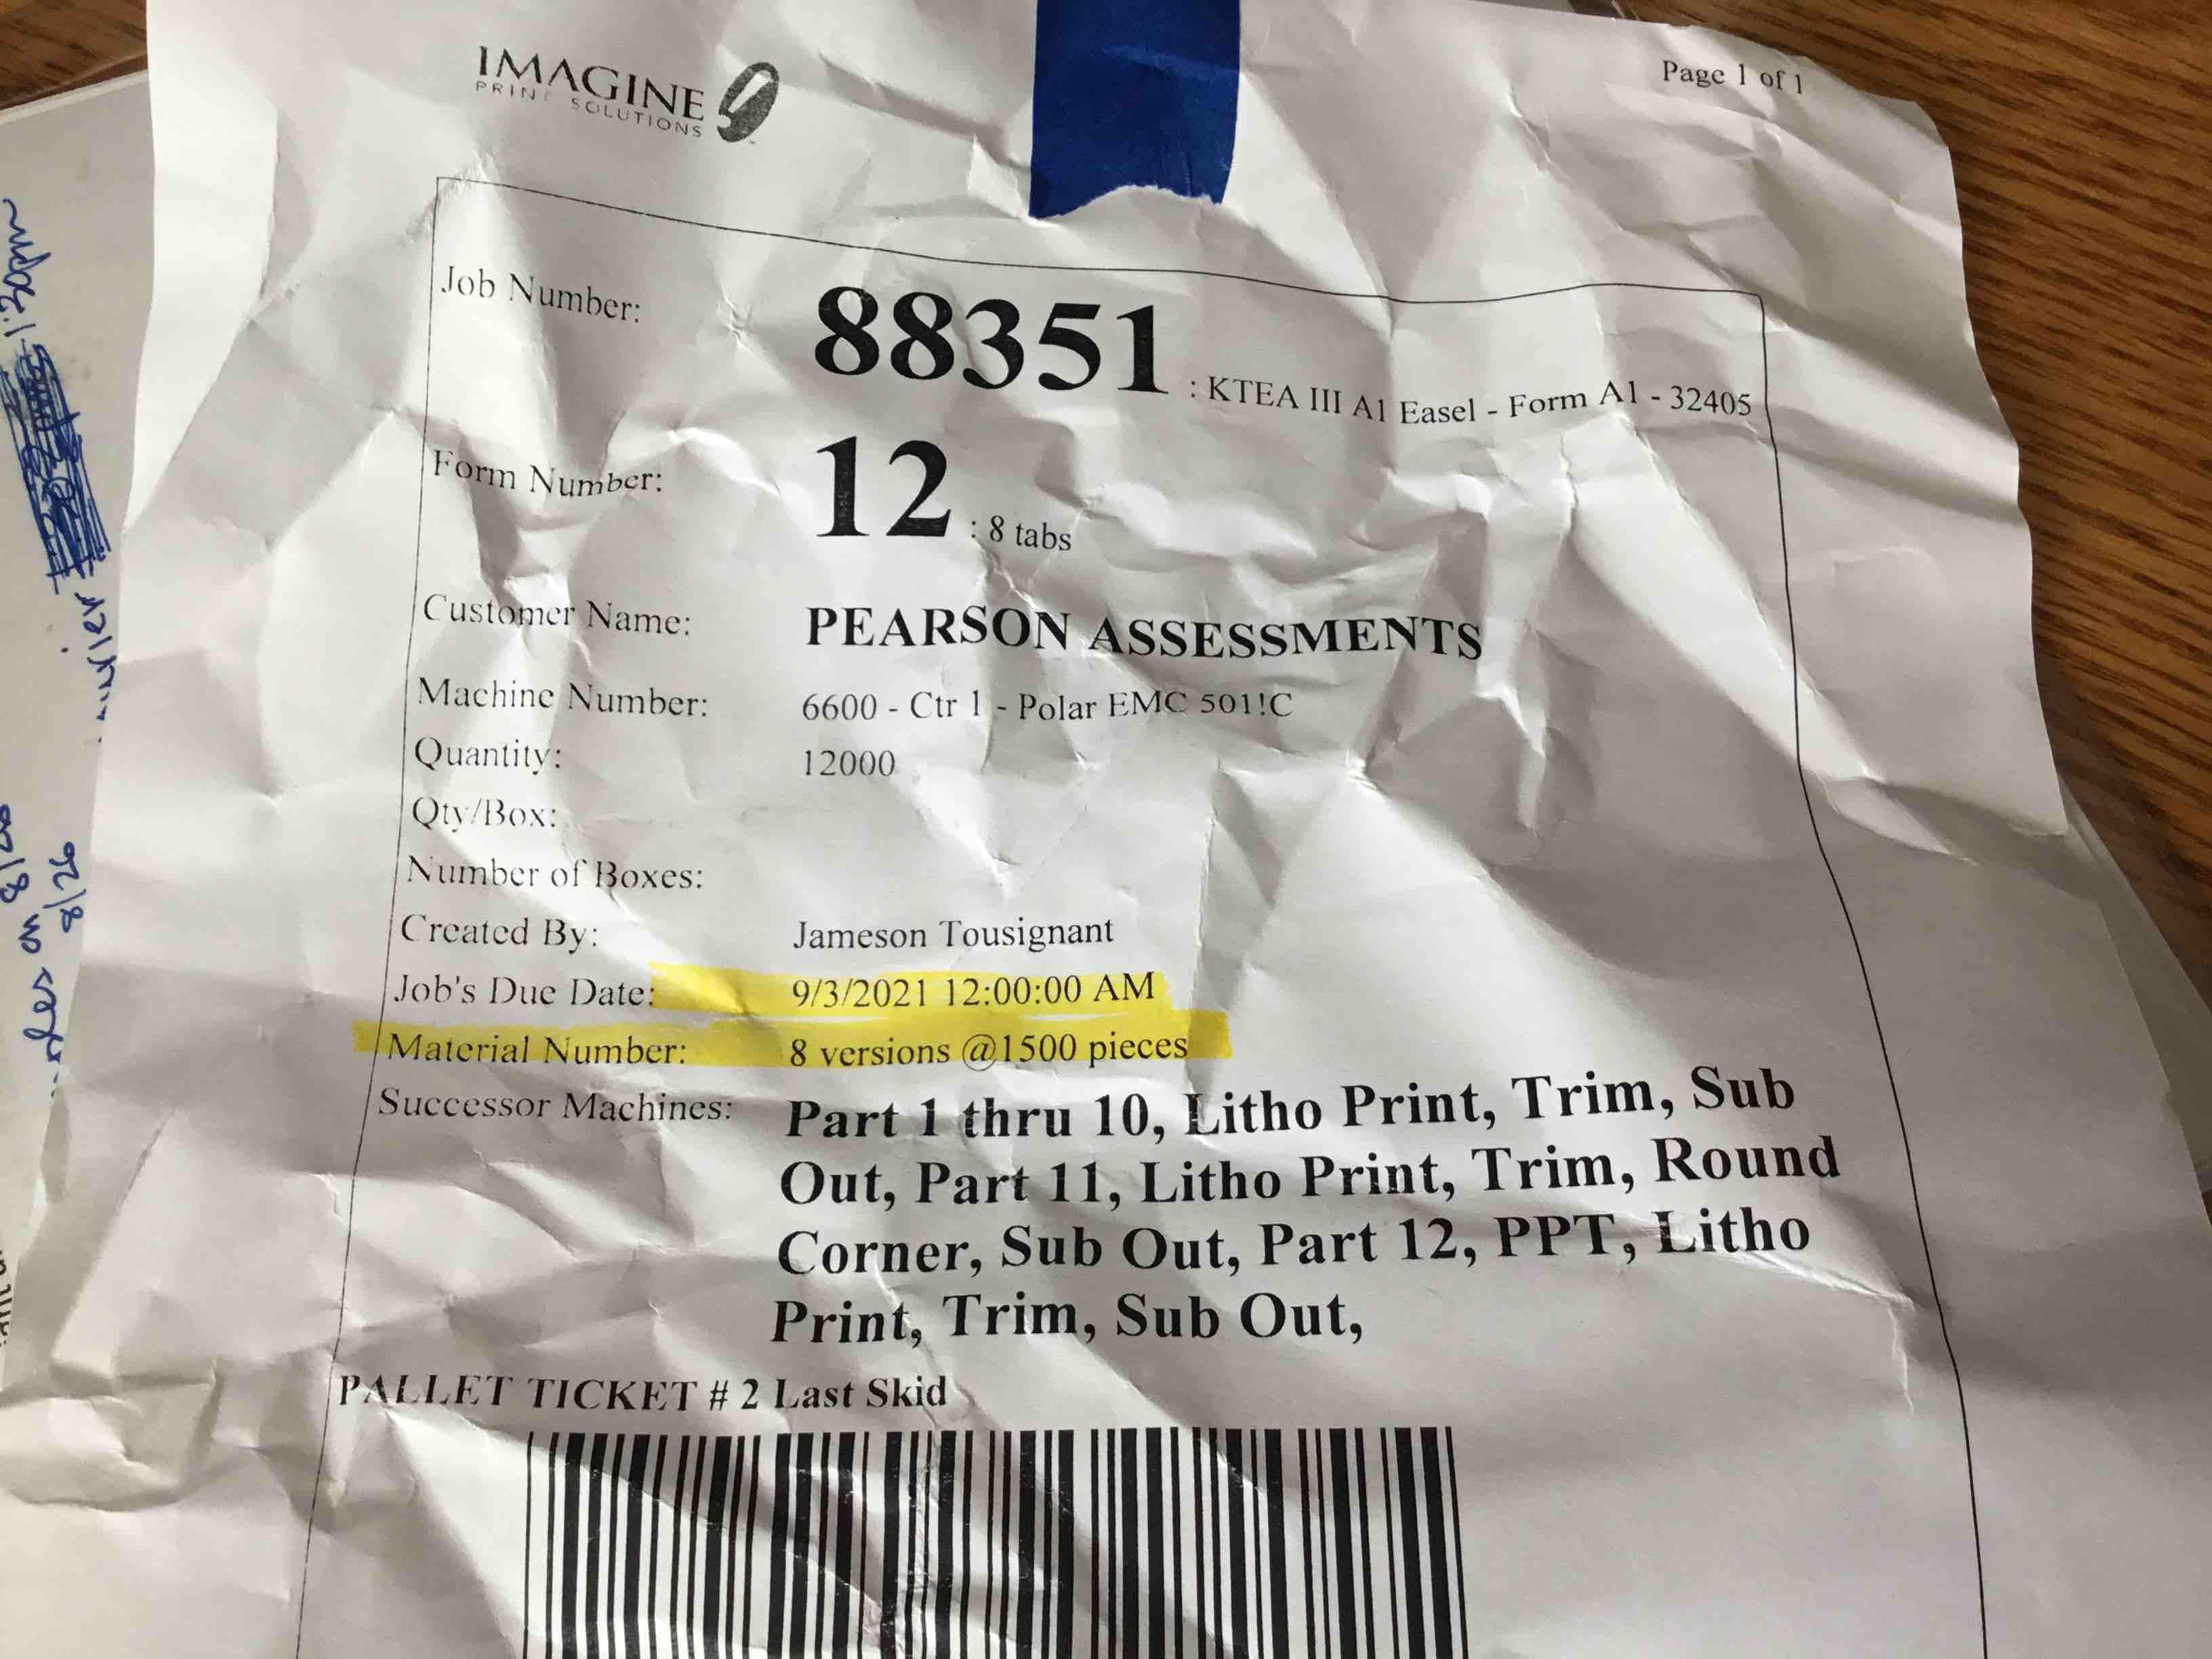 IMAGINE
PRINT SOLUTIONS
Page 1 of 1
Job Number: 88351 : KTEA III A1 Easel - Form A1 - 32405
Form Number: 12 : 8 tabs
Customer Name: PEARSON ASSESSMENTS
Machine Number: 6600 - Ctr 1 - Polar EMC 501!C
Quantity: 12000
Qty/Box:
Number of Boxes:
Created By: Jameson Tousignant
Job's Due Date: 9/3/2021 12:00:00 AM
Material Number: 8 versions @1500 pieces
Successor Machines: Part 1 thru 10, Litho Print, Trim, Sub
Out, Part 11, Litho Print, Trim, Round
Corner, Sub Out, Part 12, PPT, Litho
Print, Trim, Sub Out,
PALLET TICKET # 2 Last Skid
1:30pm
8/26